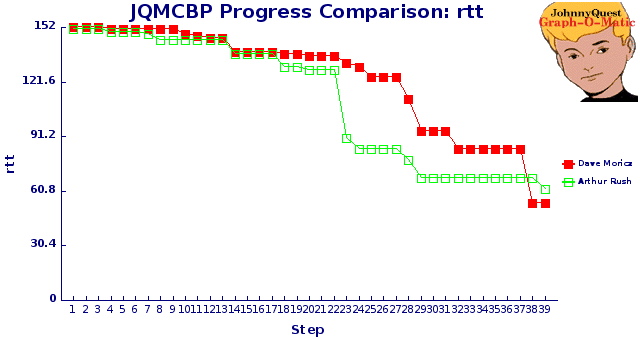 JQMCBP Progress Comparison: rtt
JohnnyQuest
Graph-O-Matic
152
121.6
91.2
60.8
30.4
0
rtt
Dave Moricz
Arthur Rush
1 2 3 4 5 6 7 8 9 10 11 12 13 14 15 16 17 18 19 20 21 22 23 24 25 26 27 28 29 30 31 32 33 34 35 36 37 38 39
Step